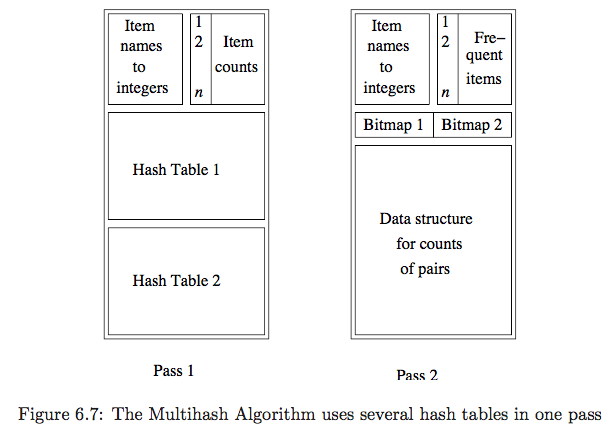 Item
names
to
integers
1
2
n
Item
counts
Hash Table 1
Hash Table 2
Pass 1
Item
names
to
integers
1
2
n
Fre–
quent
items
Bitmap 1
Bitmap 2
Data structure
for counts
of pairs
Pass 2
Figure 6.7: The Multihash Algorithm uses several hash tables in one pass